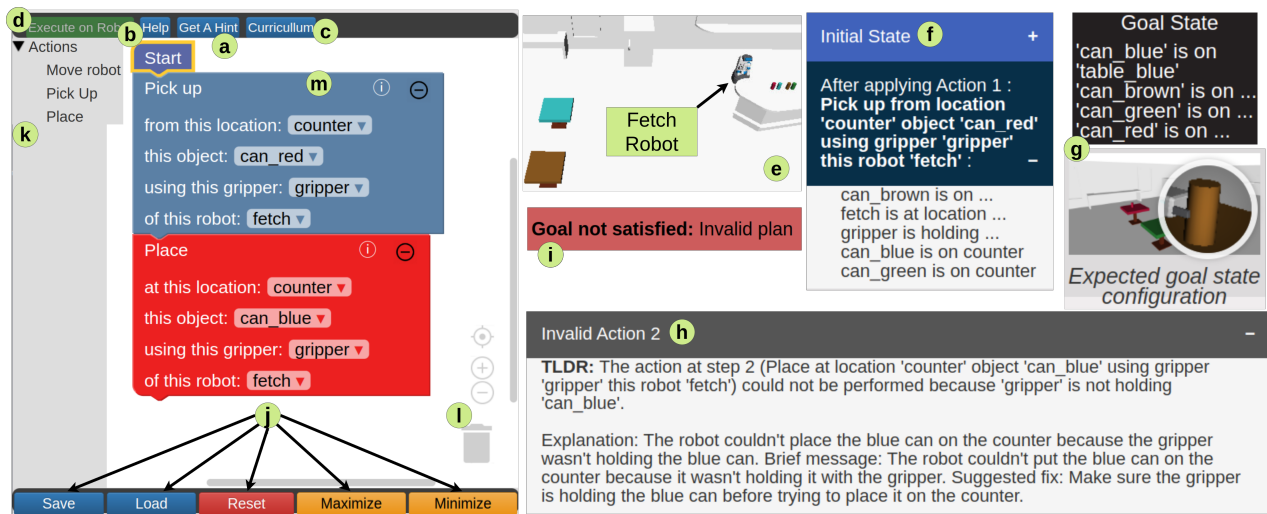 d
Execute on Rob
Help
Get A Hint
Curricullum
b
a
c
▼ Actions
Move robot
Pick Up
Place
k
Start
Pick up
m
ⓘ
from this location: counter ▾
this object: can_red ▾
using this gripper: gripper ▾
of this robot: fetch ▾
Place
ⓘ
at this location: counter ▾
this object: can_blue ▾
using this gripper: gripper ▾
of this robot: fetch ▾
j
l
Save
Load
Reset
Maximize
Minimize
Fetch
Robot
e
Goal not satisfied: Invalid plan
i
Initial State
f
+
After applying Action 1 :
Pick up from location
'counter' object 'can_red'
using gripper 'gripper'
this robot 'fetch' :
−
can_brown is on ...
fetch is at location ...
gripper is holding ...
can_blue is on counter
can_green is on counter
Goal State
'can_blue' is on
'table_blue'
'can_brown' is on ...
'can_green' is on ...
'can_red' is on ...
g
Expected goal state
configuration
Invalid Action 2
h
−
TLDR: The action at step 2 (Place at location 'counter' object 'can_blue' using gripper
'gripper' this robot 'fetch') could not be performed because 'gripper' is not holding
'can_blue'.
Explanation: The robot couldn't place the blue can on the counter because the gripper
wasn't holding the blue can. Brief message: The robot couldn't put the blue can on the
counter because it wasn't holding it with the gripper. Suggested fix: Make sure the gripper
is holding the blue can before trying to place it on the counter.